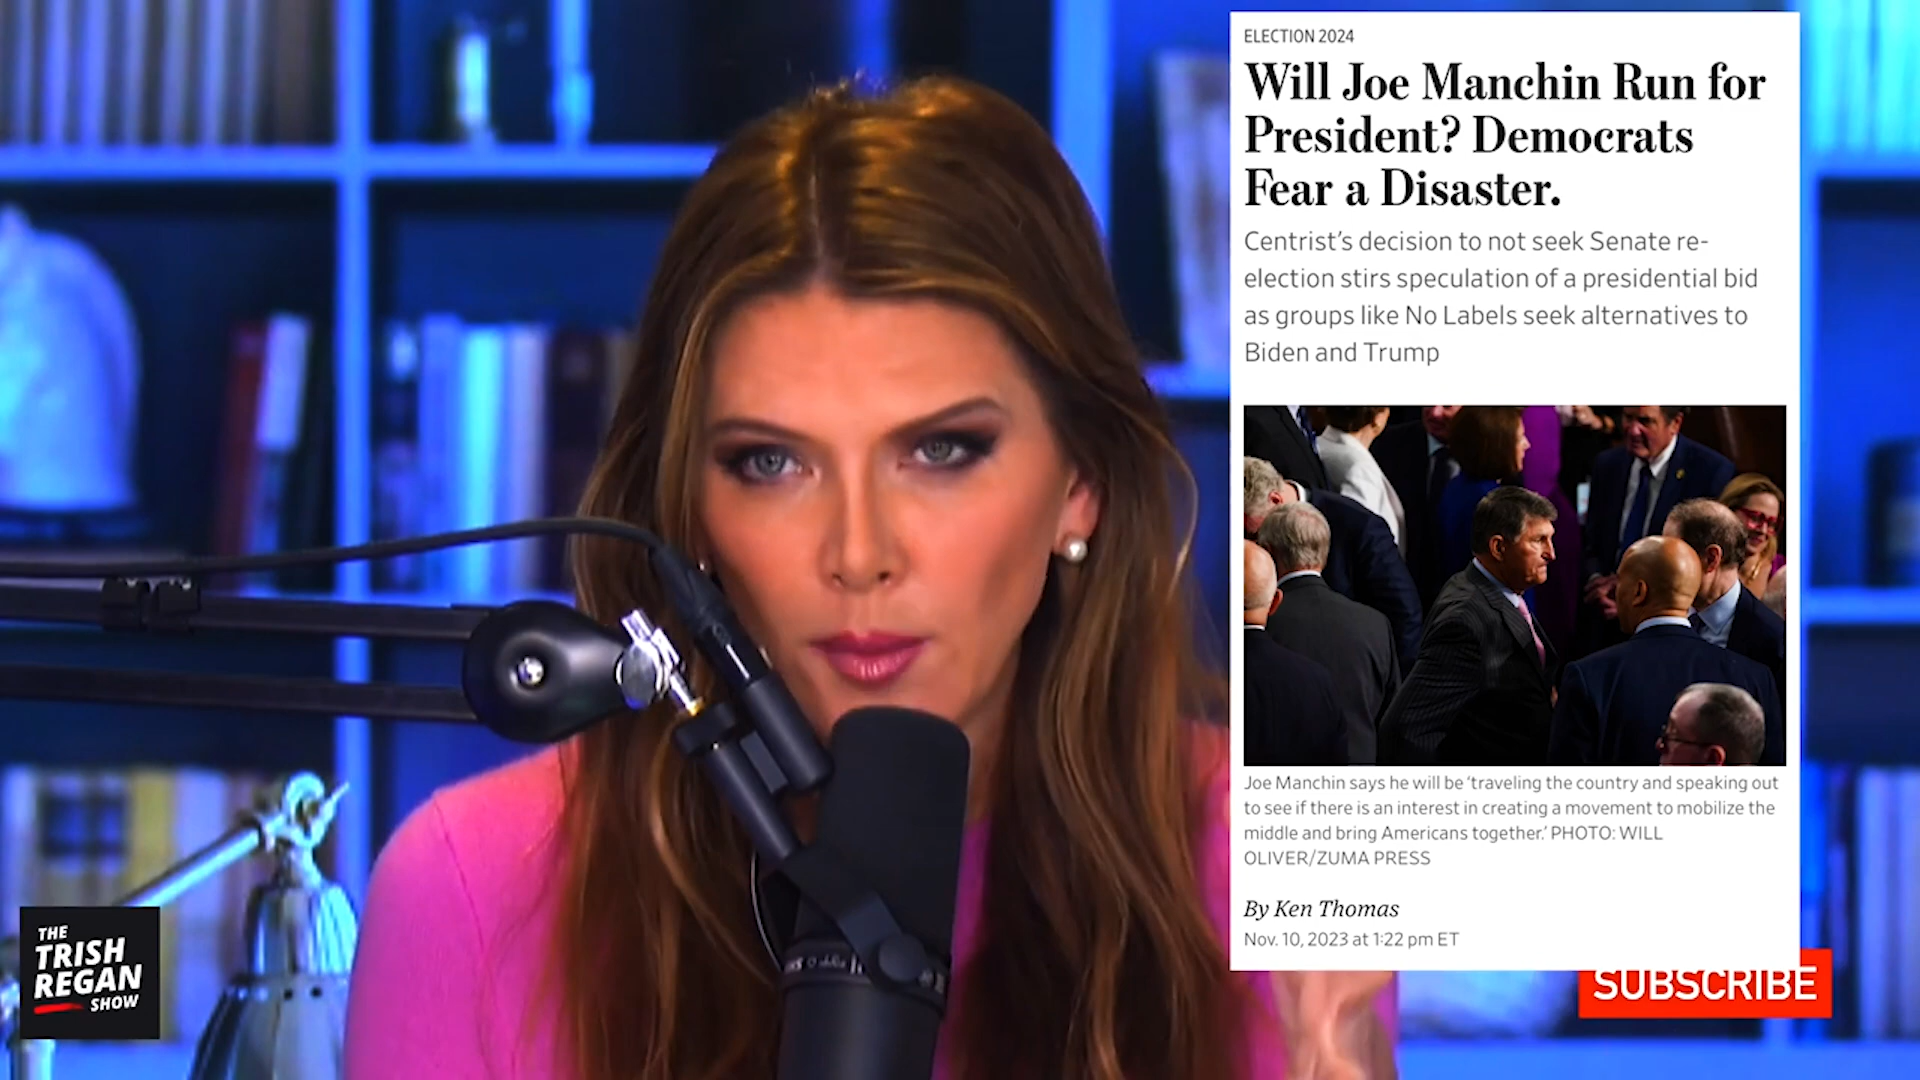 ELECTION 2024
Will Joe Manchin Run for
President? Democrats
Fear a Disaster.
Centrist's decision to not seek Senate re-
election stirs speculation of a presidential bid
as groups like No Labels seek alternatives to
Biden and Trump
Joe Manchin says he will be 'traveling the country and speaking out
to see if there is an interest in creating a movement to mobilize the
middle and bring Americans together.' PHOTO: WILL
OLIVER/ZUMA PRESS
By Ken Thomas
Nov. 10, 2023 at 1:22 pm ET
SUBSCRIBE
THE
TRISH
REGAN
SHOW